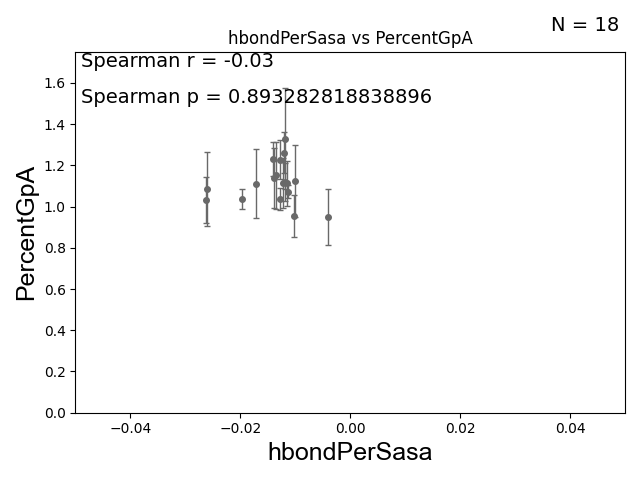 N = 18
hbondPerSasa vs PercentGpA
Spearman r = -0.03
Spearman p = 0.893282818838896
PercentGpA
1.6
1.4
1.2
1.0
0.8
0.6
0.4
0.2
0.0
−0.04 −0.02 0.00 0.02 0.04
hbondPerSasa